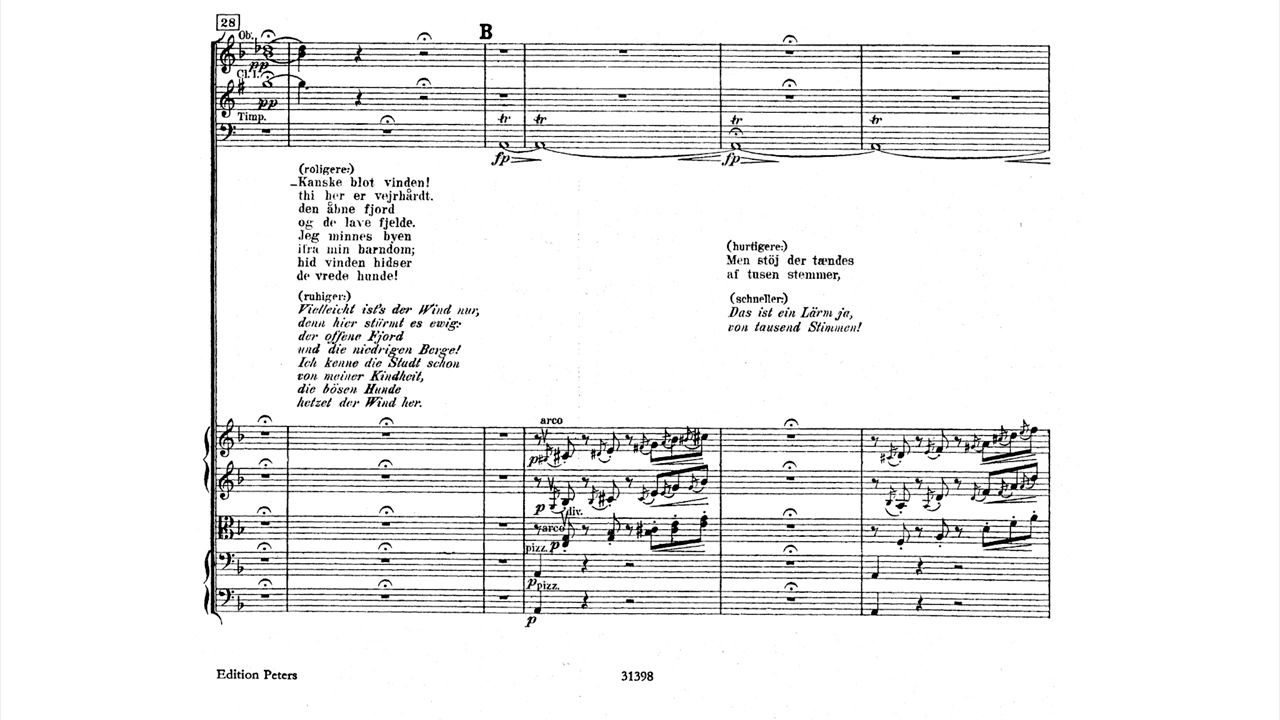 28
Ob.
B
pp
Cl. I.
pp
Timp.
tr tr tr tr
fp fp
(roligere:)
_Kanske blot vinden!
thi her er vejrhårdt.
den åbne fjord
og de lave fjelde.
Jeg minnes byen
ifra min barndom;
hid vinden hidser
de vrede hunde!
(ruhiger:)
Vielleicht ist's der Wind nur,
denn hier stürmt es ewig:
der offene Fjord
und die niedrigen Berge!
Ich kenne die Stadt schon
von meiner Kindheit,
die bösen Hunde
hetzet der Wind her.
(hurtigere:)
Men stöj der tændes
af tusen stemmer,
(schneller:)
Das ist ein Lärm ja,
von tausend Stimmen!
arco
p
p
div.
arco
pizz. p
p pizz.
p
Edition Peters
31398